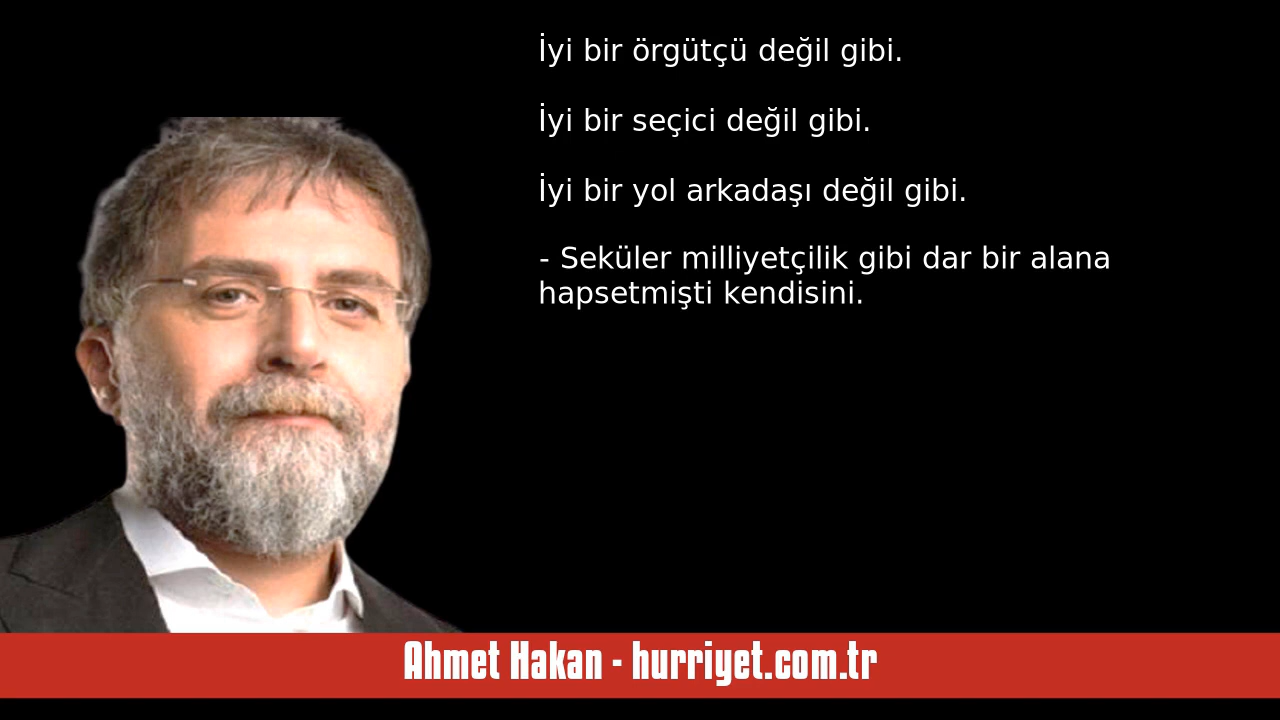 İyi bir örgütçü değil gibi.
İyi bir seçici değil gibi.
İyi bir yol arkadaşı değil gibi.
- Seküler milliyetçilik gibi dar bir alana
hapsetmişti kendisini.
Ahmet Hakan - hurriyet.com.tr